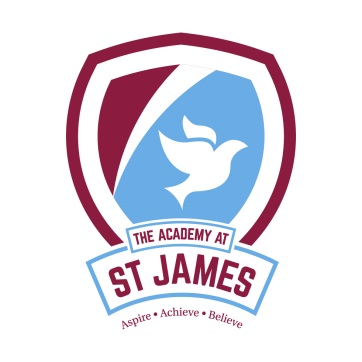 THE ACADEMY AT
ST JAMES
Aspire • Achieve • Believe